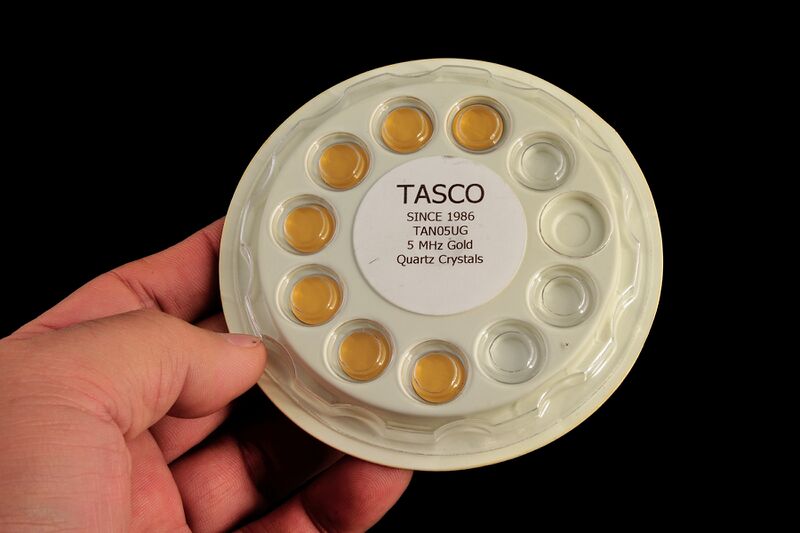 TASCO
SINCE 1986
TAN05UG
5 MHz Gold
Quartz Crystals